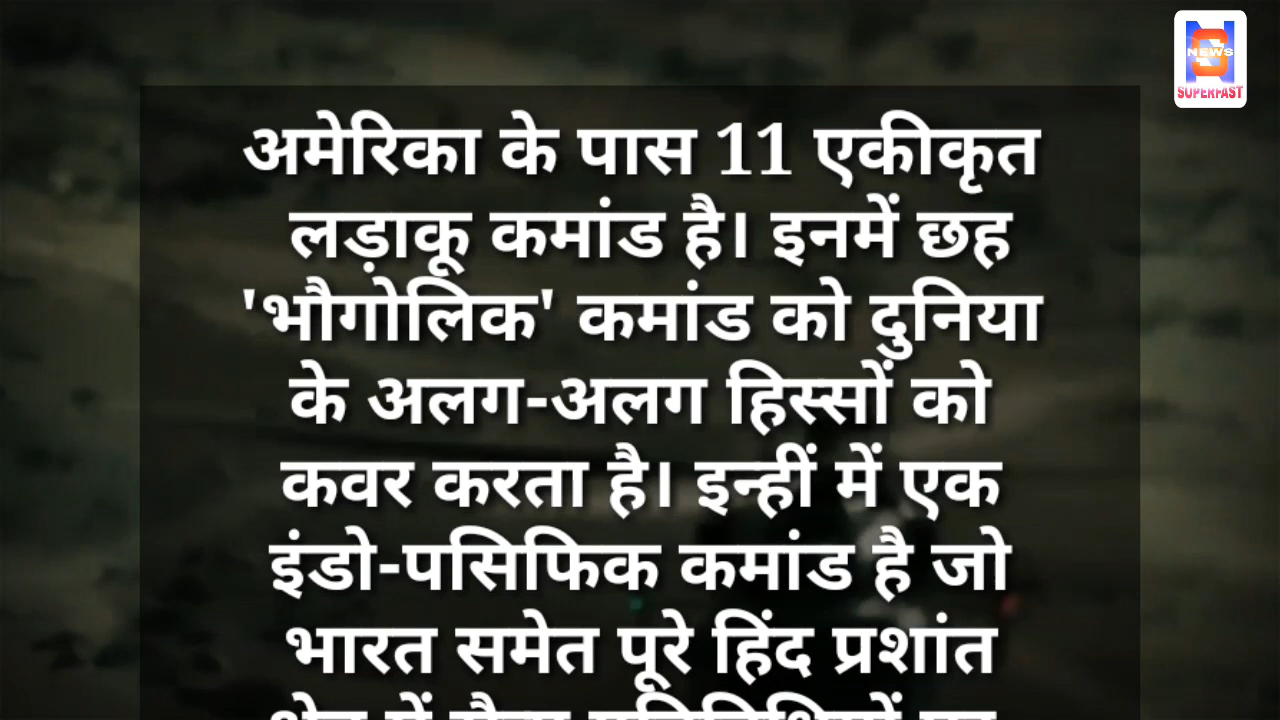 NEWS
SUPERFAST
अमेरिका के पास 11 एकीकृत
लड़ाकू कमांड है। इनमें छह
'भौगोलिक' कमांड को दुनिया
के अलग-अलग हिस्सों को
कवर करता है। इन्हीं में एक
इंडो-पसिफिक कमांड है जो
भारत समेत पूरे हिंद प्रशांत